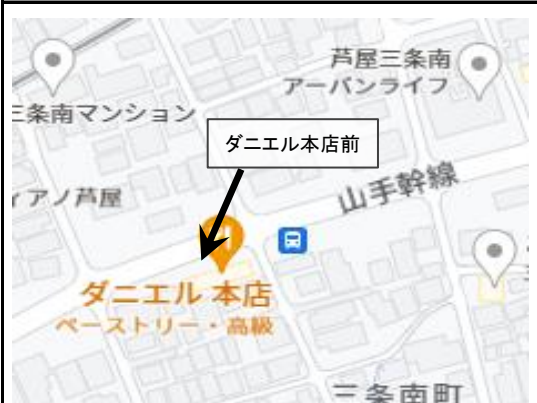 芦屋三条南
アーバンライフ
三条南マンション
ダニエル本店前
ィアノ芦屋
山手幹線
ダニエル 本店
ペーストリー・高級
三条南町